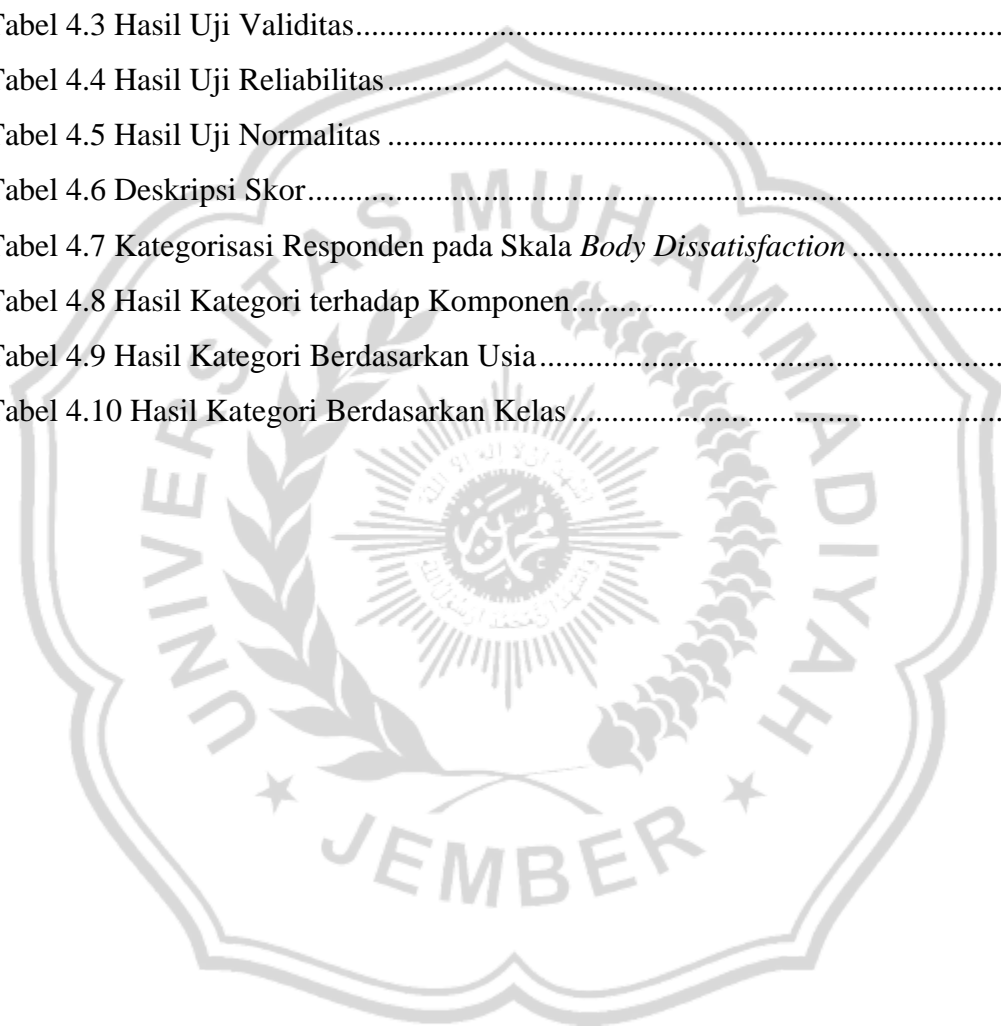 Tabel 4.3 Hasil Uji Validitas
Tabel 4.4 Hasil Uji Reliabilitas
Tabel 4.5 Hasil Uji Normalitas
Tabel 4.6 Deskripsi Skor
Tabel 4.7 Kategorisasi Responden pada Skala Body Dissatisfaction
Tabel 4.8 Hasil Kategori terhadap Komponen
Tabel 4.9 Hasil Kategori Berdasarkan Usia
Tabel 4.10 Hasil Kategori Berdasarkan Kelas
UNIVERSITAS MUHAMMADIYAH
JEMBER